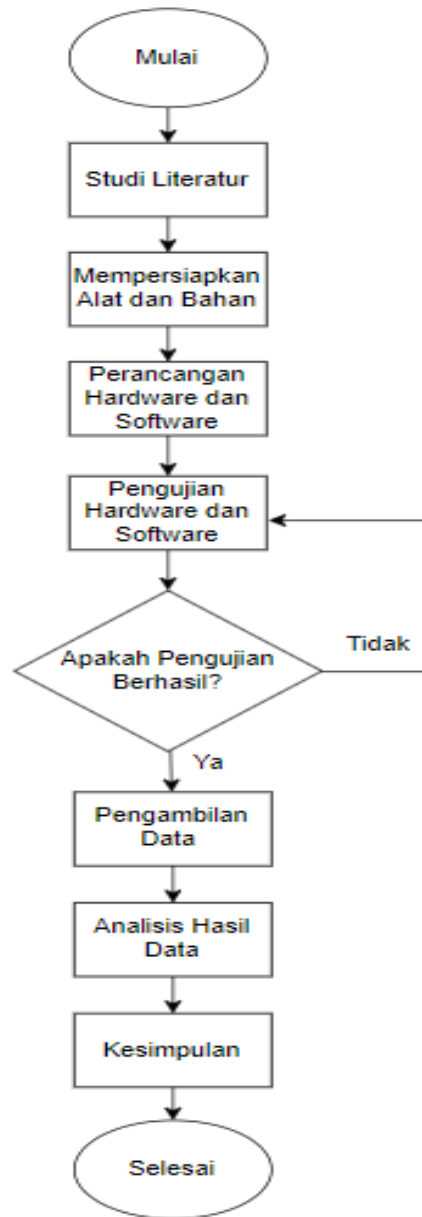 Mulai
Studi Literatur
Mempersiapkan
Alat dan Bahan
Perancangan
Hardware dan
Software
Pengujian
Hardware dan
Software
Apakah Pengujian
Berhasil?
Tidak
Ya
Pengambilan
Data
Analisis Hasil
Data
Kesimpulan
Selesai